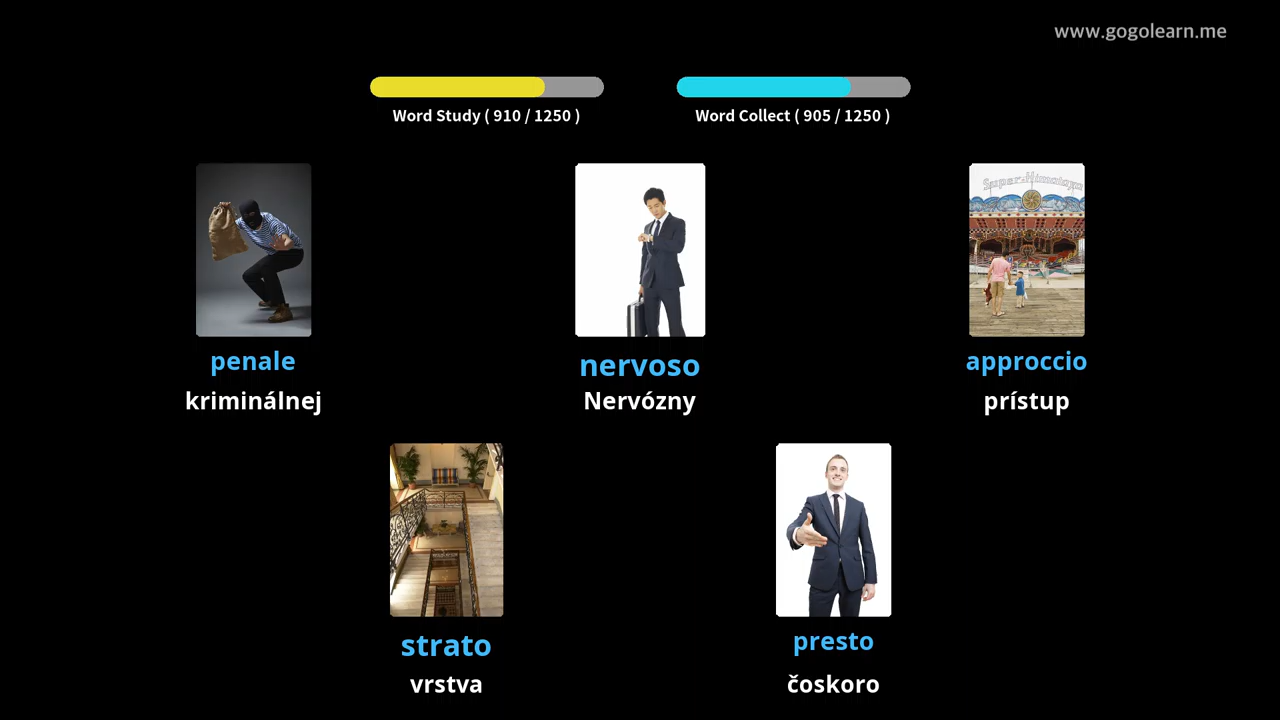 www.gogolearn.me
Word Study ( 910 / 1250 )
Word Collect ( 905 / 1250 )
penale
kriminálnej
nervoso
Nervózny
approccio
prístup
strato
vrstva
presto
čoskoro